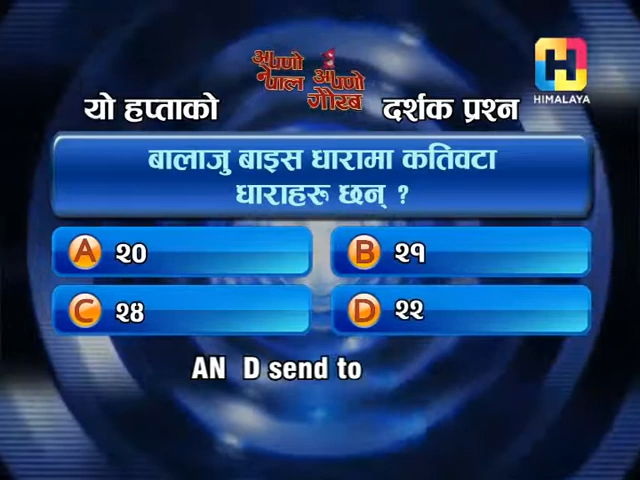 आफ्नो नेपाल आफ्नो गौरब
HIMALAYA
यो हप्ताको दर्शक प्रश्न
बालाजु बाइस धारामा कतिवटा
धाराहरु छन् ?
A २०
B २१
C २४
D २२
AN D send to